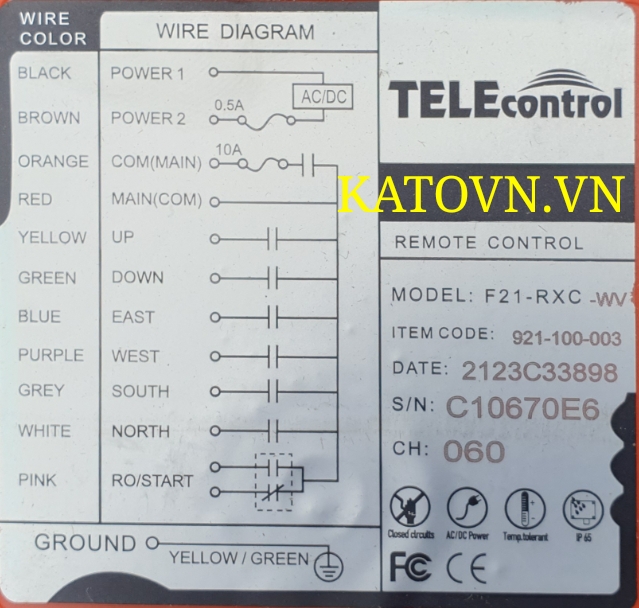 WIRE COLOR
WIRE DIAGRAM
BLACK POWER 1
AC/DC
BROWN POWER 2 0.5A
ORANGE COM(MAIN) 10A
RED MAIN(COM)
YELLOW UP
GREEN DOWN
BLUE EAST
PURPLE WEST
GREY SOUTH
WHITE NORTH
PINK RO/START
GROUND YELLOW / GREEN
TELEcontrol
KATOVN.VN
REMOTE CONTROL
MODEL: F21-RXC -WV
ITEM CODE: 921-100-003
DATE: 2123C33898
S/N: C10670E6
CH: 060
Closed circuits AC/DC Power Temp.tolerant IP 65
FC CE